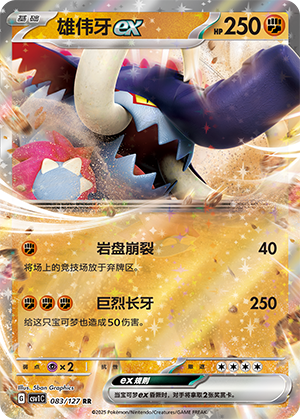 基础 雄伟牙ex HP 250
岩盘崩裂 40
将场上的竞技场放于弃牌区。
巨烈长牙 250
给这只宝可梦也造成50伤害。
弱点 ×2 抗性 撤退
ex规则
当宝可梦ex昏厥时，对手将拿取2张奖赏卡。
Illus. 5ban Graphics
G CSV1C 083/127 RR
©2025 Pokémon/Nintendo/Creatures/GAME FREAK